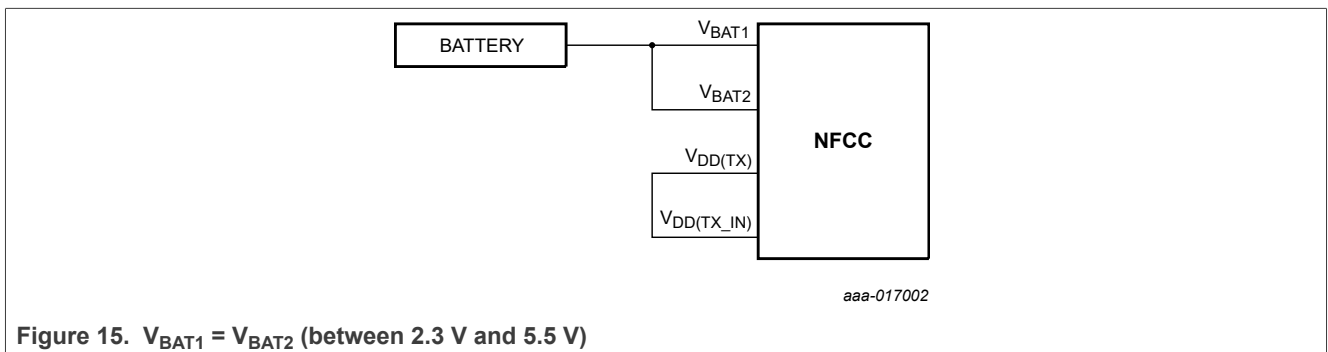 BATTERY
VBAT1
VBAT2
VDD(TX)
VDD(TX_IN)
NFCC
aaa-017002
Figure 15. VBAT1 = VBAT2 (between 2.3 V and 5.5 V)